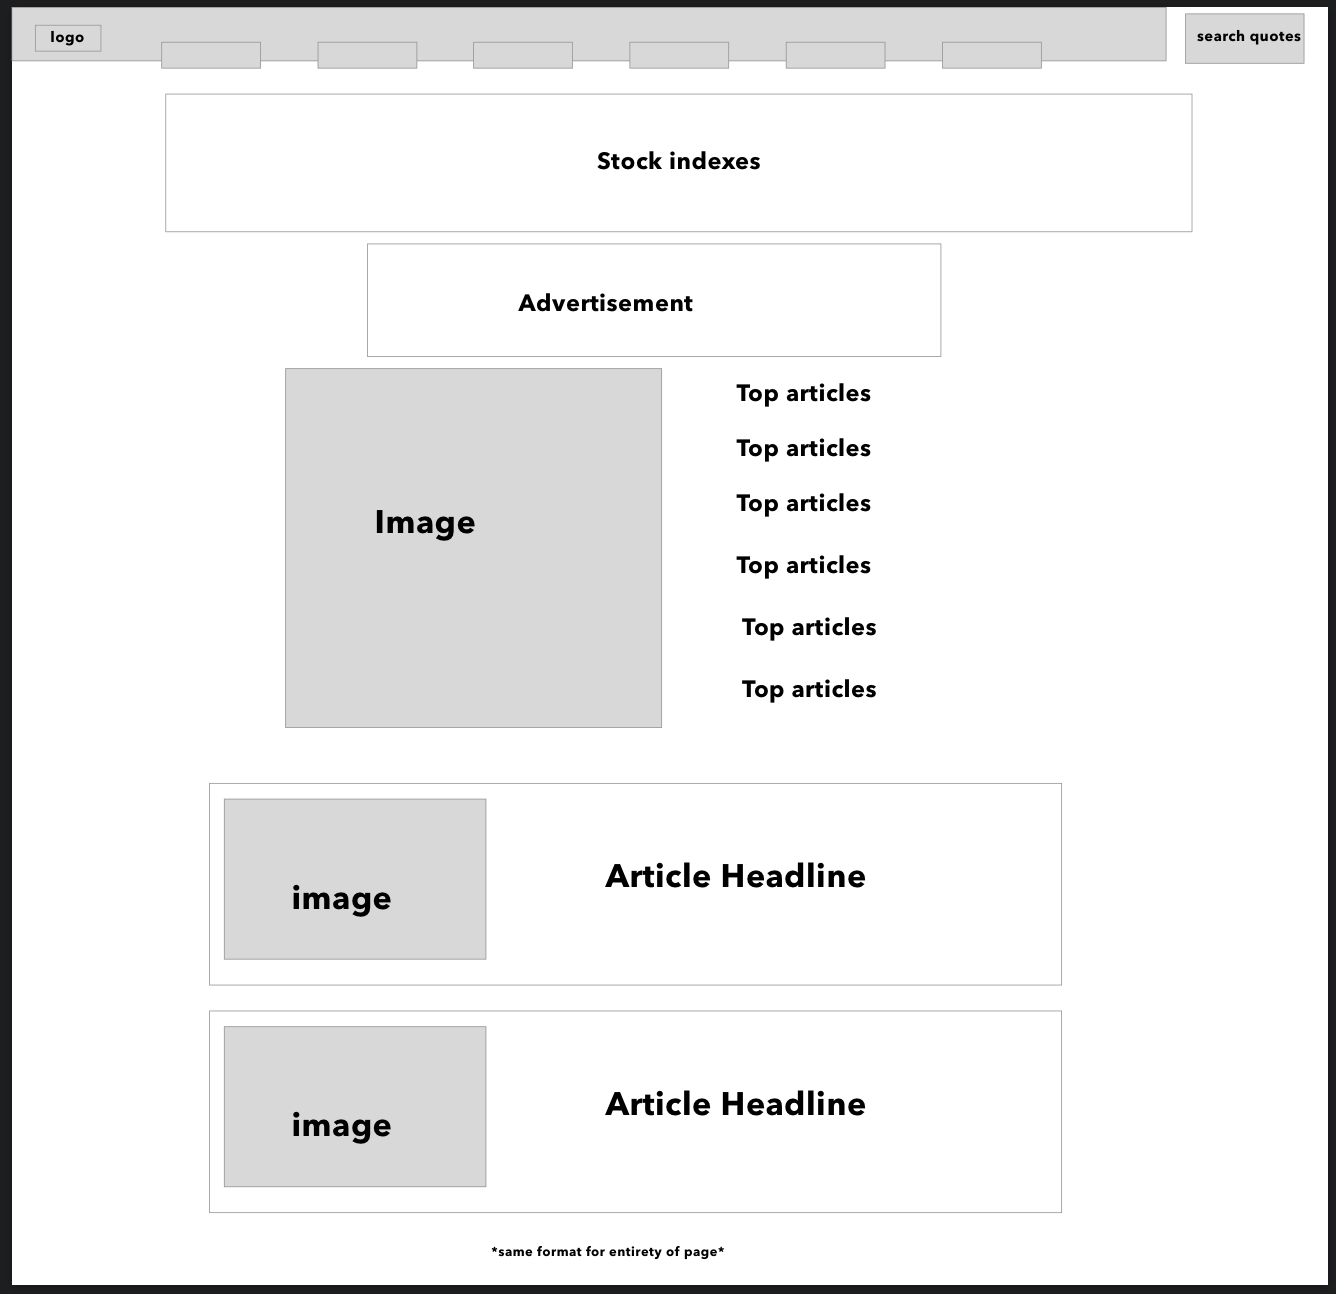 logo
search quotes
Stock indexes
Advertisement
Image
Top articles
Top articles
Top articles
Top articles
Top articles
Top articles
image
Article Headline
image
Article Headline
*same format for entirety of page*